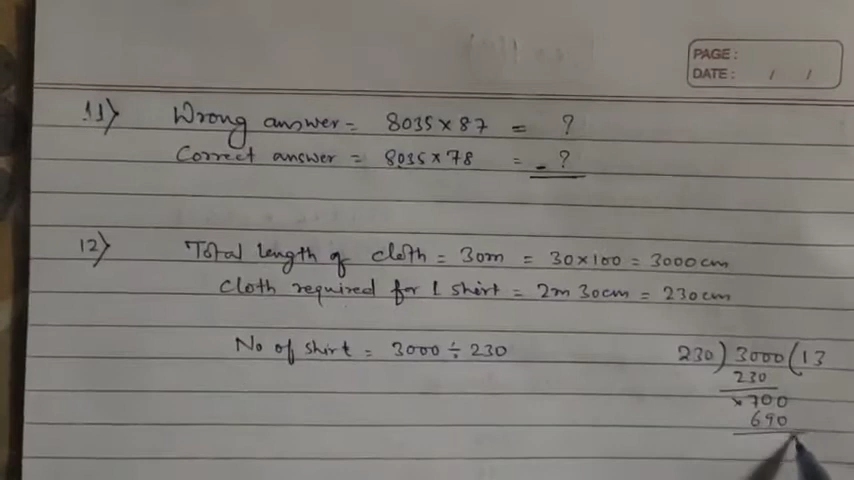 PAGE :
DATE : / /
11) Wrong answer = 8035 × 87 = ?
Correct answer = 8035 × 78 = - ?
12) Total length of cloth = 30m = 30 × 100 = 3000 cm
Cloth required for 1 shirt = 2m 30cm = 230 cm
No of shirt = 3000 ÷ 230
230 ) 3000 ( 13
230
× 700
690